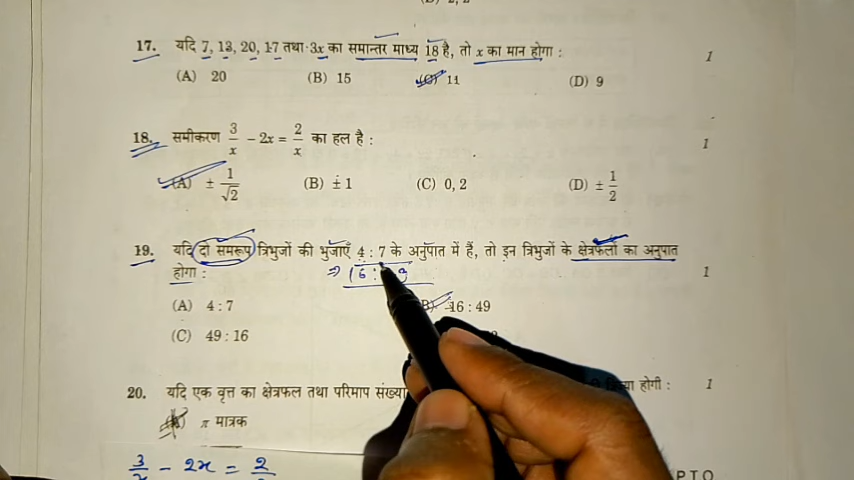 17. यदि 7, 13, 20, 17 तथा 3x का समान्तर माध्य 18 है, तो x का मान होगा : 1
(A) 20 (B) 15 (C) 11 (D) 9
18. समीकरण 3/x - 2x = 2/x का हल है : 1
(A) ± 1/√2 (B) ± 1 (C) 0, 2 (D) ± 1/2
19. यदि दो समरूप त्रिभुजों की भुजाएँ 4 : 7 के अनुपात में हैं, तो इन त्रिभुजों के क्षेत्रफलों का अनुपात
होगा : ⇒ 16 : 9 1
(A) 4 : 7 (B) 16 : 49
(C) 49 : 16
20. यदि एक वृत्त का क्षेत्रफल तथा परिमाप होगी : 1
(A) π मात्रक
3/x - 2x = 2
P T O